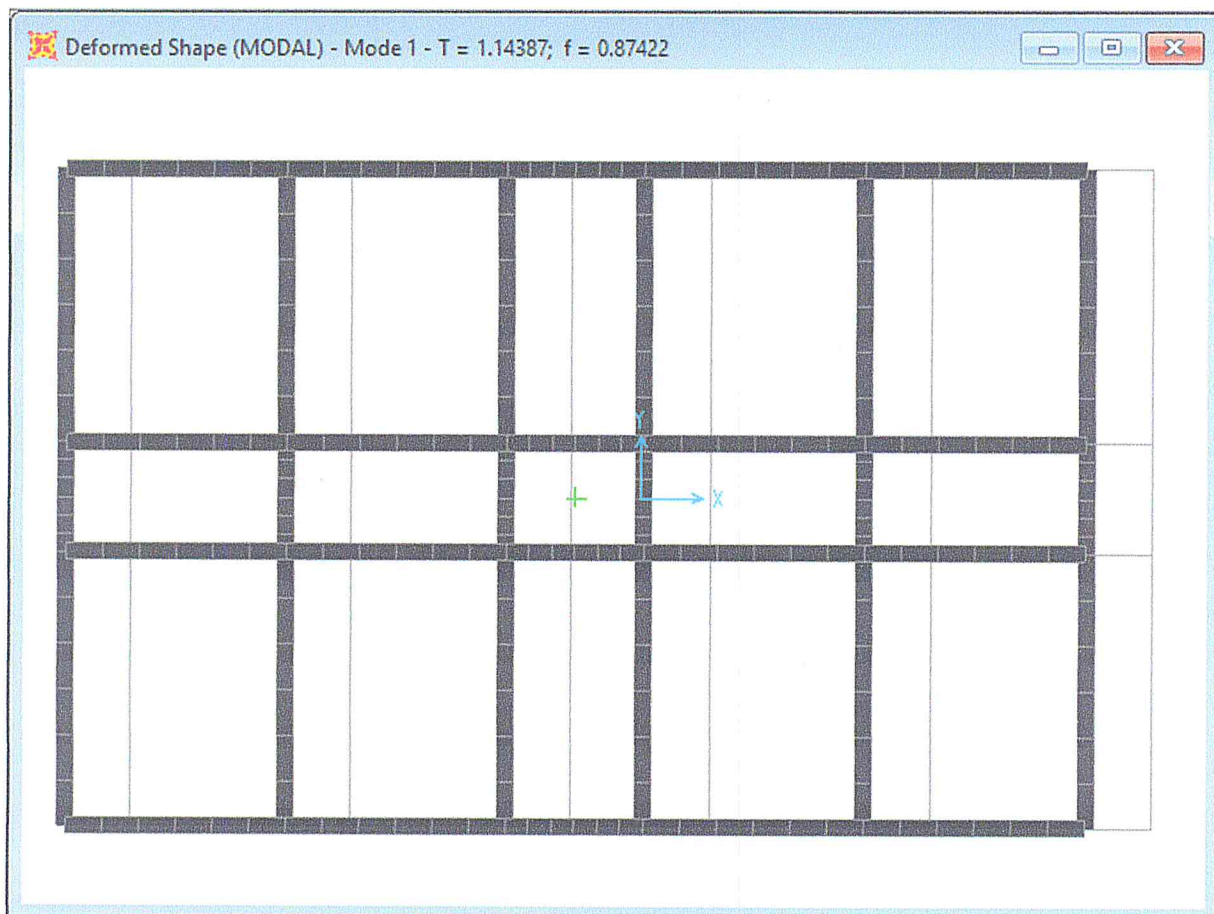 Deformed Shape (MODAL) - Mode 1 - T = 1.14387; f = 0.87422
Y
X